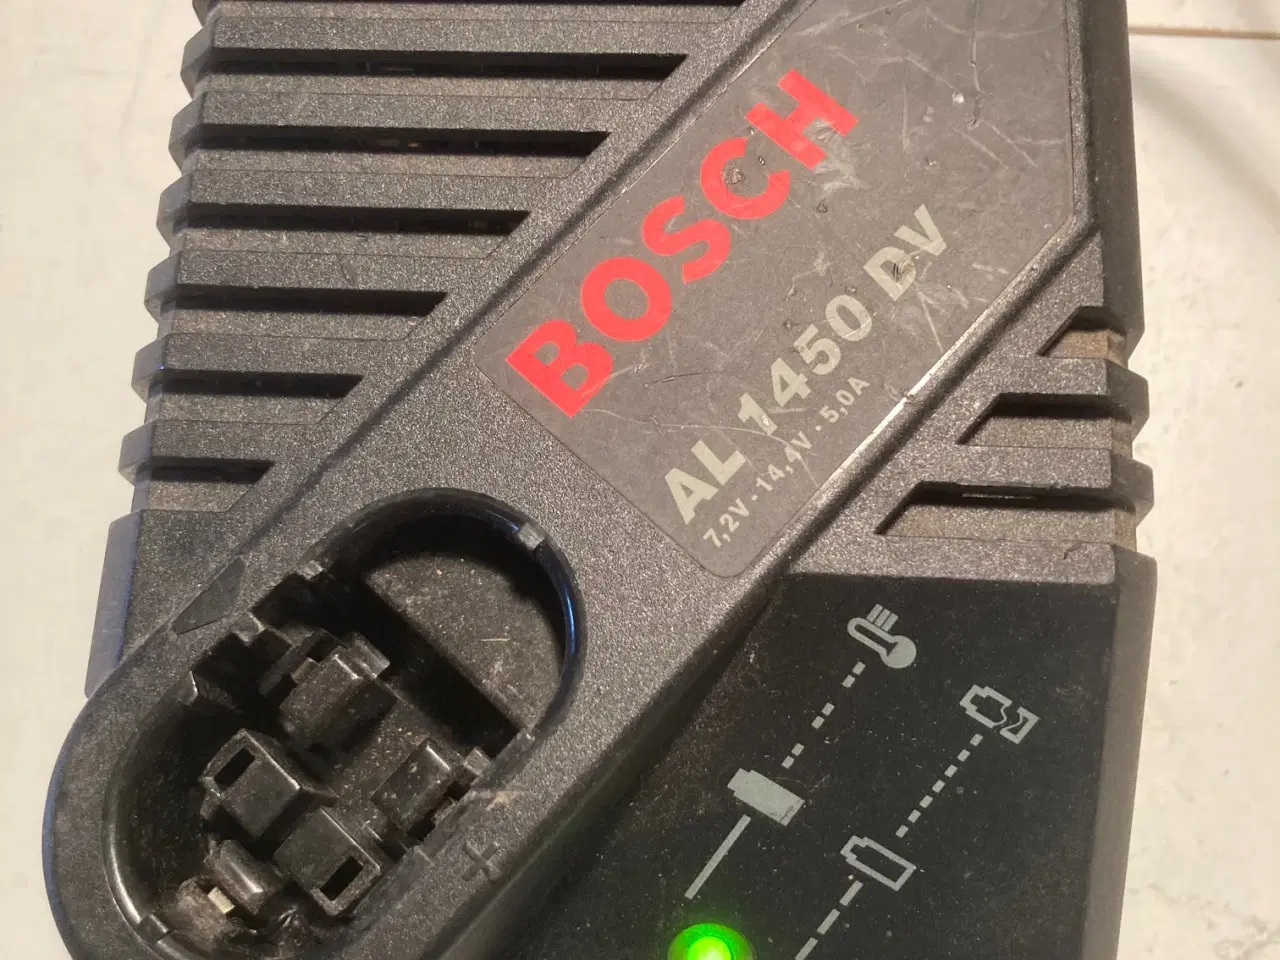 BOSCH
AL 1450 DV
7,2V - 14,4V · 5,0A
+